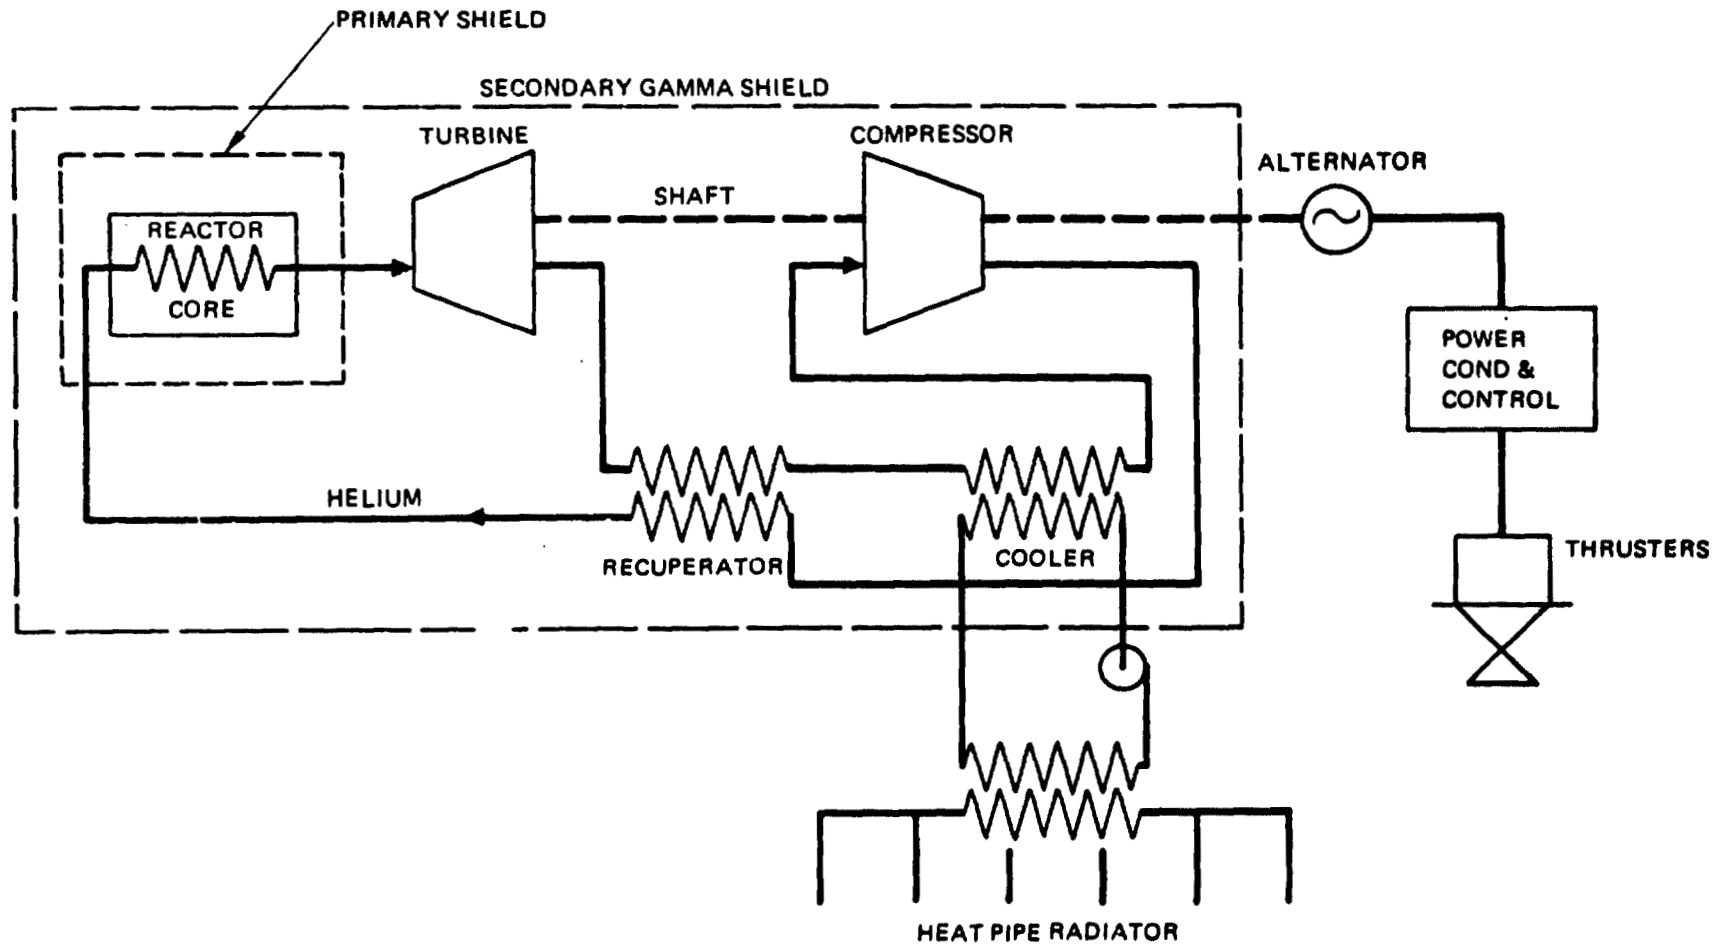 PRIMARY SHIELD
SECONDARY GAMMA SHIELD
TURBINE
COMPRESSOR
ALTERNATOR
SHAFT
REACTOR
CORE
POWER
COND &
CONTROL
HELIUM
RECUPERATOR
COOLER
THRUSTERS
HEAT PIPE RADIATOR